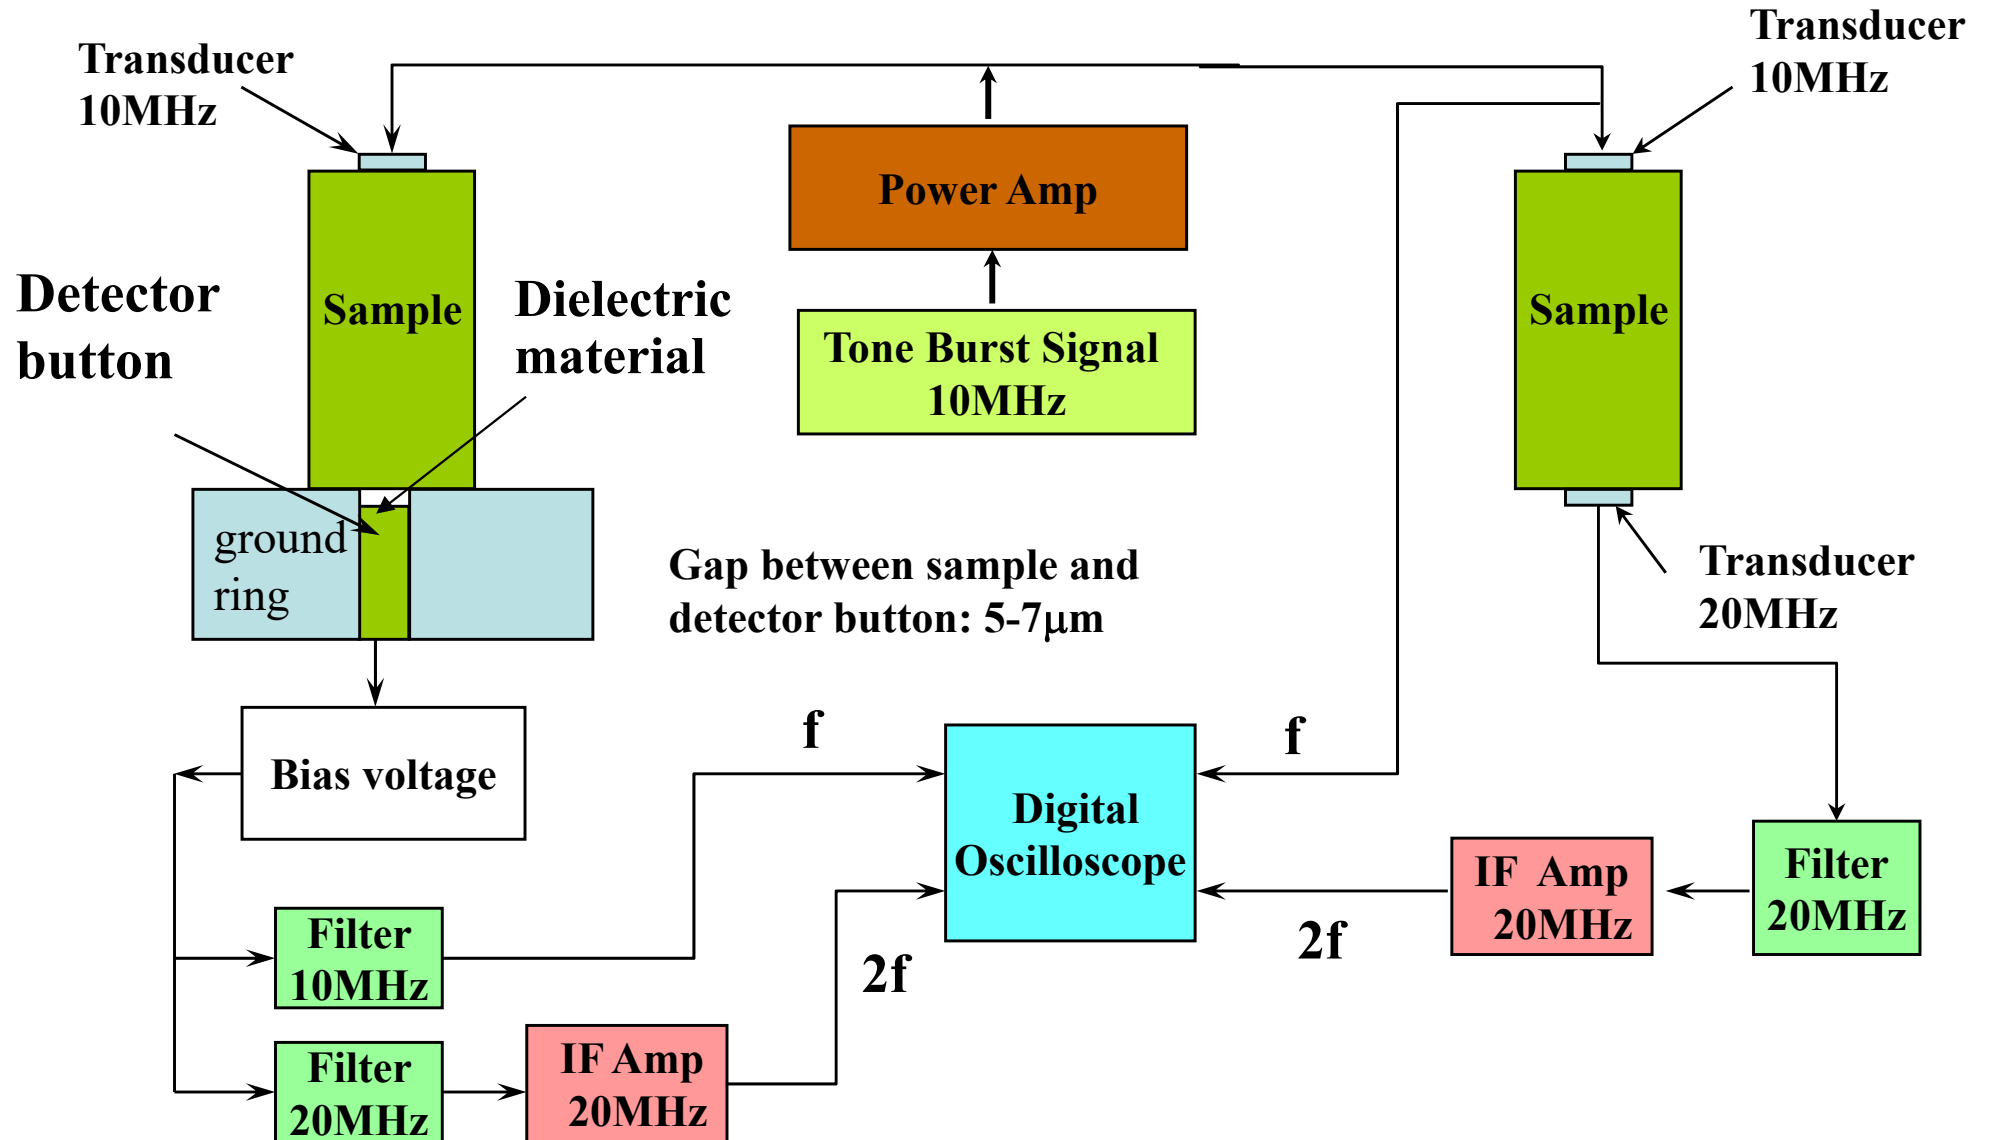 Transducer
10MHz
Transducer
10MHz
Power Amp
Tone Burst Signal
10MHz
Sample
Sample
Detector
button
Dielectric
material
ground
ring
Gap between sample and
detector button: 5-7μm
Transducer
20MHz
Bias voltage
f
f
Digital
Oscilloscope
IF Amp
20MHz
Filter
20MHz
2f
2f
Filter
10MHz
Filter
20MHz
IF Amp
20MHz